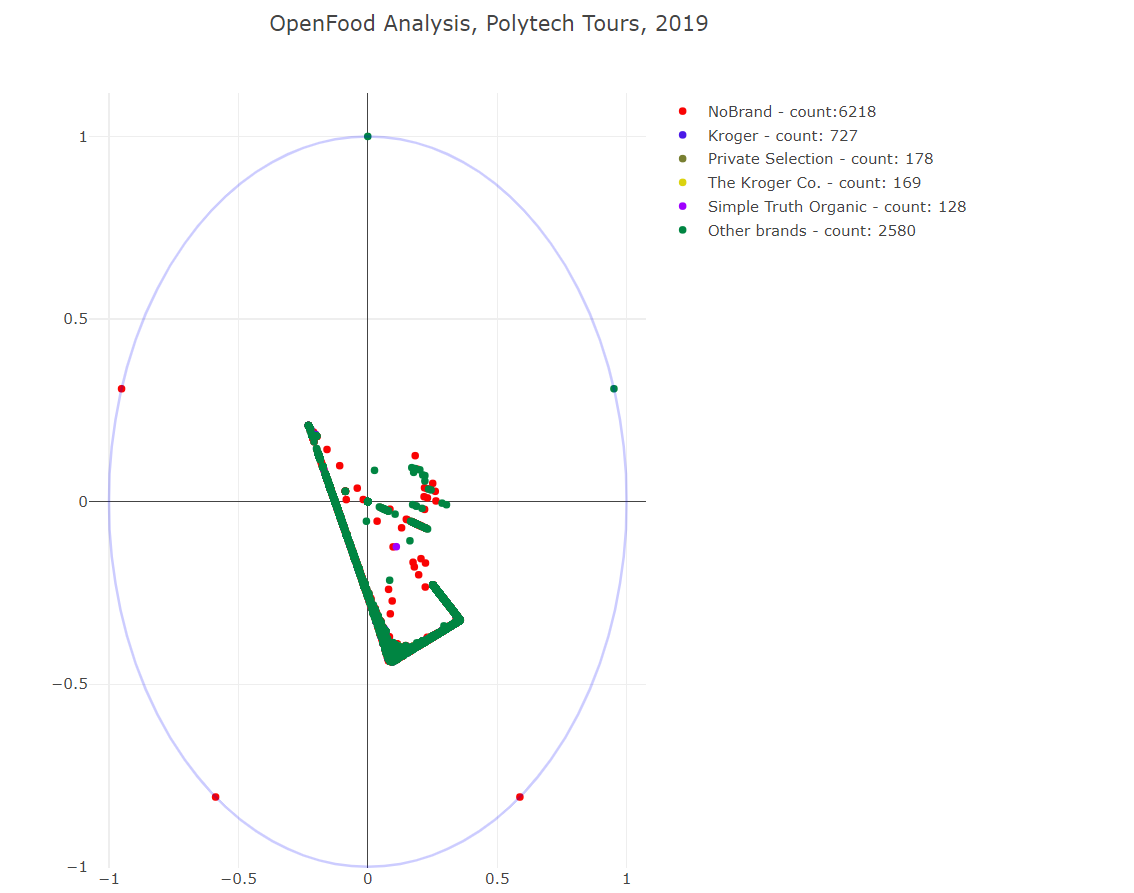 OpenFood Analysis, Polytech Tours, 2019
NoBrand - count:6218
Kroger - count: 727
Private Selection - count: 178
The Kroger Co. - count: 169
Simple Truth Organic - count: 128
Other brands - count: 2580
1
0.5
0
−0.5
−1
−1
−0.5
0
0.5
1